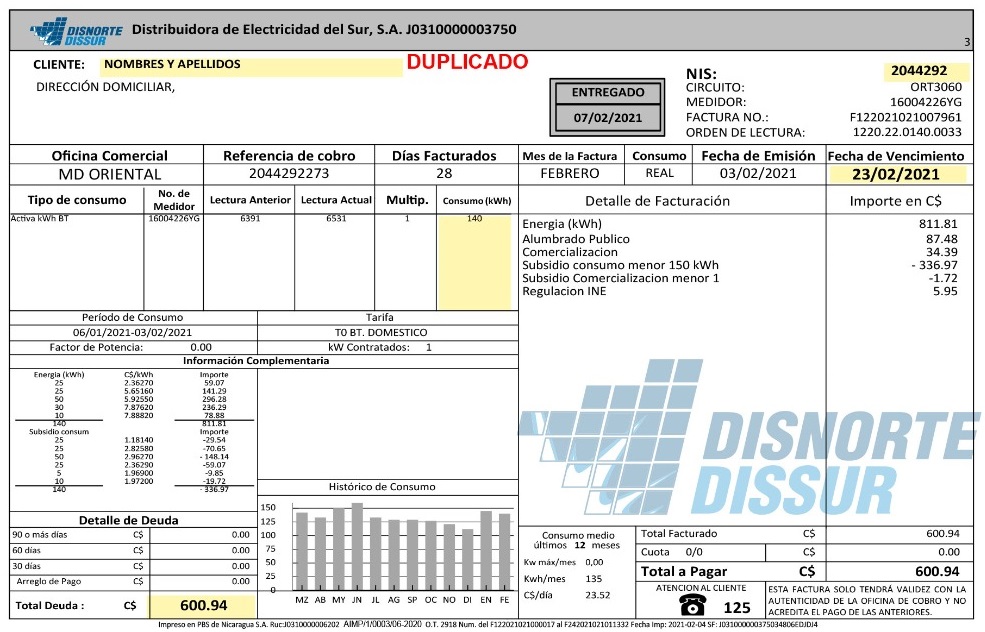 DISNORTE
DISSUR
Distribuidora de Electricidad del Sur, S.A. J0310000003750
3
CLIENTE: NOMBRES Y APELLIDOS
DUPLICADO
DIRECCIÓN DOMICILIAR,
ENTREGADO
07/02/2021
NIS: 2044292
CIRCUITO: ORT3060
MEDIDOR: 16004226YG
FACTURA NO.: F122021021007961
ORDEN DE LECTURA: 1220.22.0140.0033
Oficina Comercial Referencia de cobro Días Facturados Mes de la Factura Consumo Fecha de Emisión Fecha de Vencimiento
MD ORIENTAL 2044292273 28 FEBRERO REAL 03/02/2021 23/02/2021
Tipo de consumo No. de Medidor Lectura Anterior Lectura Actual Multip. Consumo (kWh)
Activa kWh BT 16004226YG 6391 6531 1 140
Detalle de Facturación Importe en C$
Energia (kWh) 811.81
Alumbrado Publico 87.48
Comercializacion 34.39
Subsidio consumo menor 150 kWh - 336.97
Subsidio Comercializacion menor 1 -1.72
Regulacion INE 5.95
Período de Consumo Tarifa
06/01/2021-03/02/2021 T0 BT. DOMESTICO
Factor de Potencia: 0.00 kW Contratados: 1
Información Complementaria
Energia (kWh) C$/kWh Importe
25 2.36270 59.07
25 5.65160 141.29
50 5.92550 296.28
30 7.87620 236.29
10 7.88820 78.88
140 811.81
Subsidio consum Importe
25 1.18140 -29.54
25 2.82580 -70.65
50 2.96270 - 148.14
25 2.36290 -59.07
5 1.96900 -9.85
10 1.97200 -19.72
140 - 336.97
Detalle de Deuda
90 o más días C$ 0.00
60 días C$ 0.00
30 días C$ 0.00
Arreglo de Pago C$ 0.00
Total Deuda : C$ 600.94
Histórico de Consumo
150
125
100
75
50
25
0
MZ AB MY JN JL AG SP OC NO DI EN FE
DISNORTE
DISSUR
Consumo medio
últimos 12 meses
Kw máx/mes 0,00
Kwh/mes 135
C$/día 23.52
Total Facturado C$ 600.94
Cuota 0/0 C$ 0.00
Total a Pagar C$ 600.94
ATENCION AL CLIENTE
125
ESTA FACTURA SOLO TENDRÁ VALIDEZ CON LA
AUTENTICIDAD DE LA OFICINA DE COBRO Y NO
ACREDITA EL PAGO DE LAS ANTERIORES.
Impreso en PBS de Nicaragua S.A. Ruc:J0310000006202 AIMP/1/0003/06-2020 O.T. 2918 Num. del F122021021000017 al F242021021011332 Fecha Imp: 2021-02-04 SF: J0310000000375034806EDJDJ4